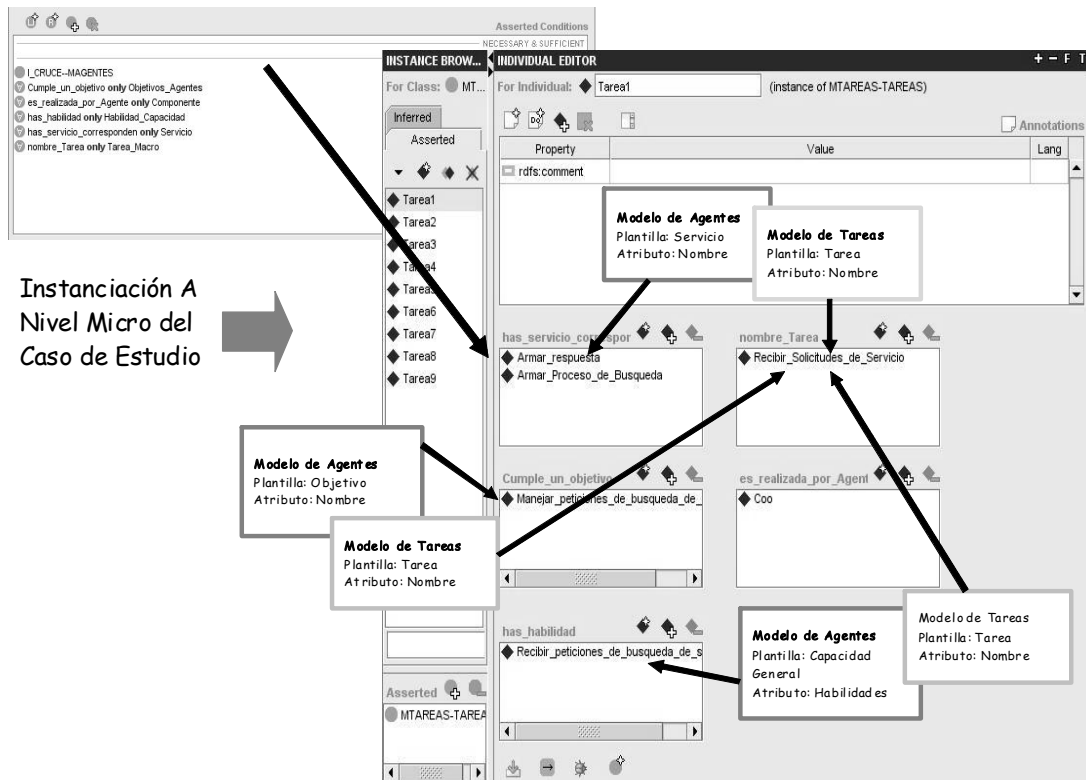 Asserted Conditions
NECESSARY & SUFFICIENT
I_CRUCE--MAGENTES
Cumple_un_objetivo only Objetivos_Agentes
es_realizada_por_Agente only Componente
has_habilidad only Habilidad_Capacidad
has_servicio_corresponden only Servicio
nombre_Tarea only Tarea_Macro
Instanciación A
Nivel Micro del
Caso de Estudio
INSTANCE BROW...
For Class: MT...
Inferred
Asserted
Tarea1
Tarea2
Tarea3
Tarea4
Tarea5
Tarea6
Tarea7
Tarea8
Tarea9
Asserted
MTAREAS-TAREA
INDIVIDUAL EDITOR
+ − F T
For Individual: Tarea1 (instance of MTAREAS-TAREAS)
Annotations
Property Value Lang
rdfs:comment
Modelo de Agentes
Plantilla: Servicio
Atributo: Nombre
Modelo de Tareas
Plantilla: Tarea
Atributo: Nombre
has_servicio_correspor
Armar_respuesta
Armar_Proceso_de_Busqueda
nombre_Tarea
Recibir_Solicitudes_de_Servicio
Modelo de Agentes
Plantilla: Objetivo
Atributo: Nombre
Cumple_un_objetivo
Manejar_peticiones_de_busqueda_de_
es_realizada_por_Agent
Coo
Modelo de Tareas
Plantilla: Tarea
Atributo: Nombre
has_habilidad
Recibir_peticiones_de_busqueda_de_s
Modelo de Agentes
Plantilla: Capacidad
General
Atributo: Habilidades
Modelo de Tareas
Plantilla: Tarea
Atributo: Nombre